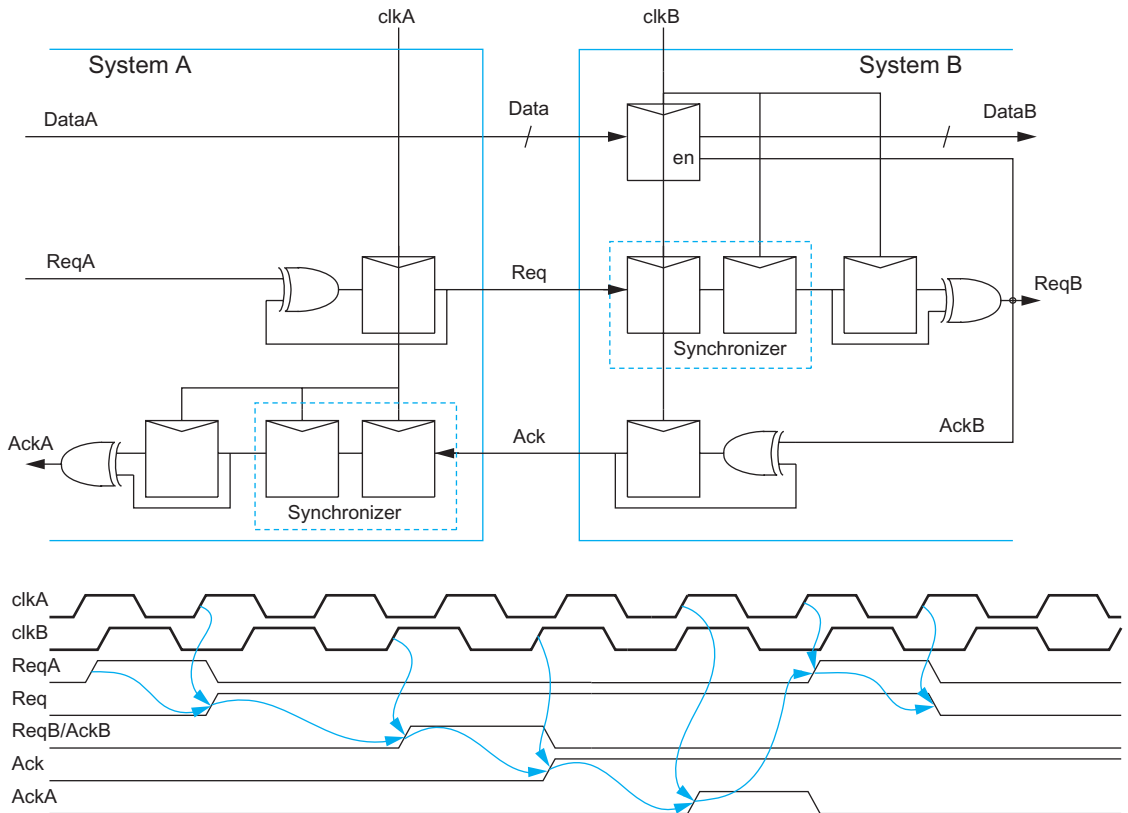 clkA
clkB
System A
System B
DataA
Data
DataB
en
ReqA
Req
ReqB
Synchronizer
AckA
Ack
AckB
Synchronizer
clkA
clkB
ReqA
Req
ReqB/AckB
Ack
AckA